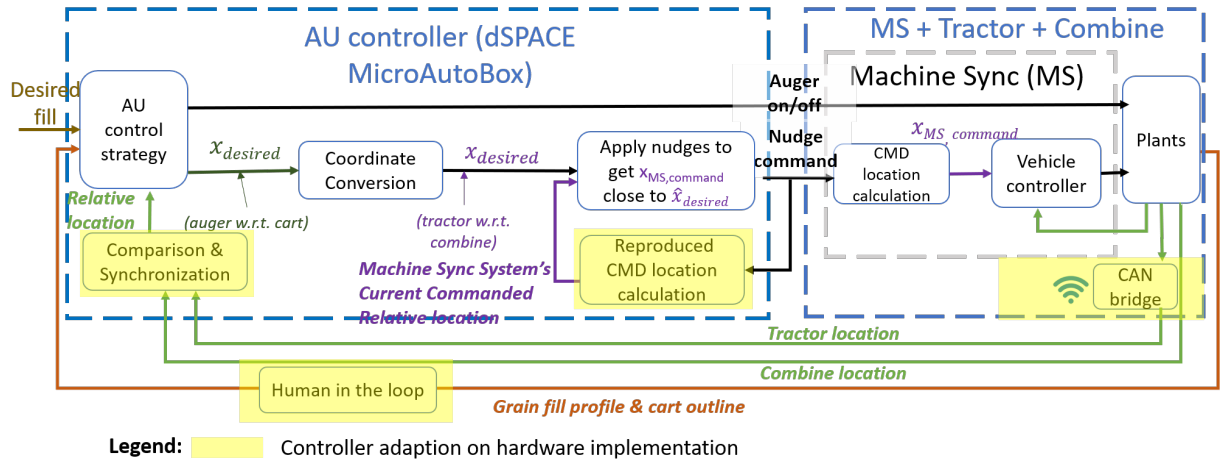 AU controller (dSPACE
MicroAutoBox)
MS + Tractor + Combine
Machine Sync (MS)
Desired
fill
AU
control
strategy
Auger
on/off
Nudge
command
x_desired
Coordinate
Conversion
x_desired
Apply nudges to
get x_MS,command
close to x̂_desired
x_MS_command
CMD
location
calculation
Vehicle
controller
Plants
Relative
location
(auger w.r.t. cart)
(tractor w.r.t.
combine)
Comparison &
Synchronization
Machine Sync System's
Current Commanded
Relative location
Reproduced
CMD location
calculation
CAN
bridge
Tractor location
Combine location
Human in the loop
Grain fill profile & cart outline
Legend:
Controller adaption on hardware implementation